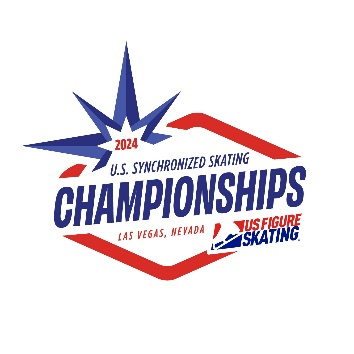 2024
U.S. SYNCHRONIZED SKATING
CHAMPIONSHIPS
LAS VEGAS, NEVADA
US FIGURE
SKATING